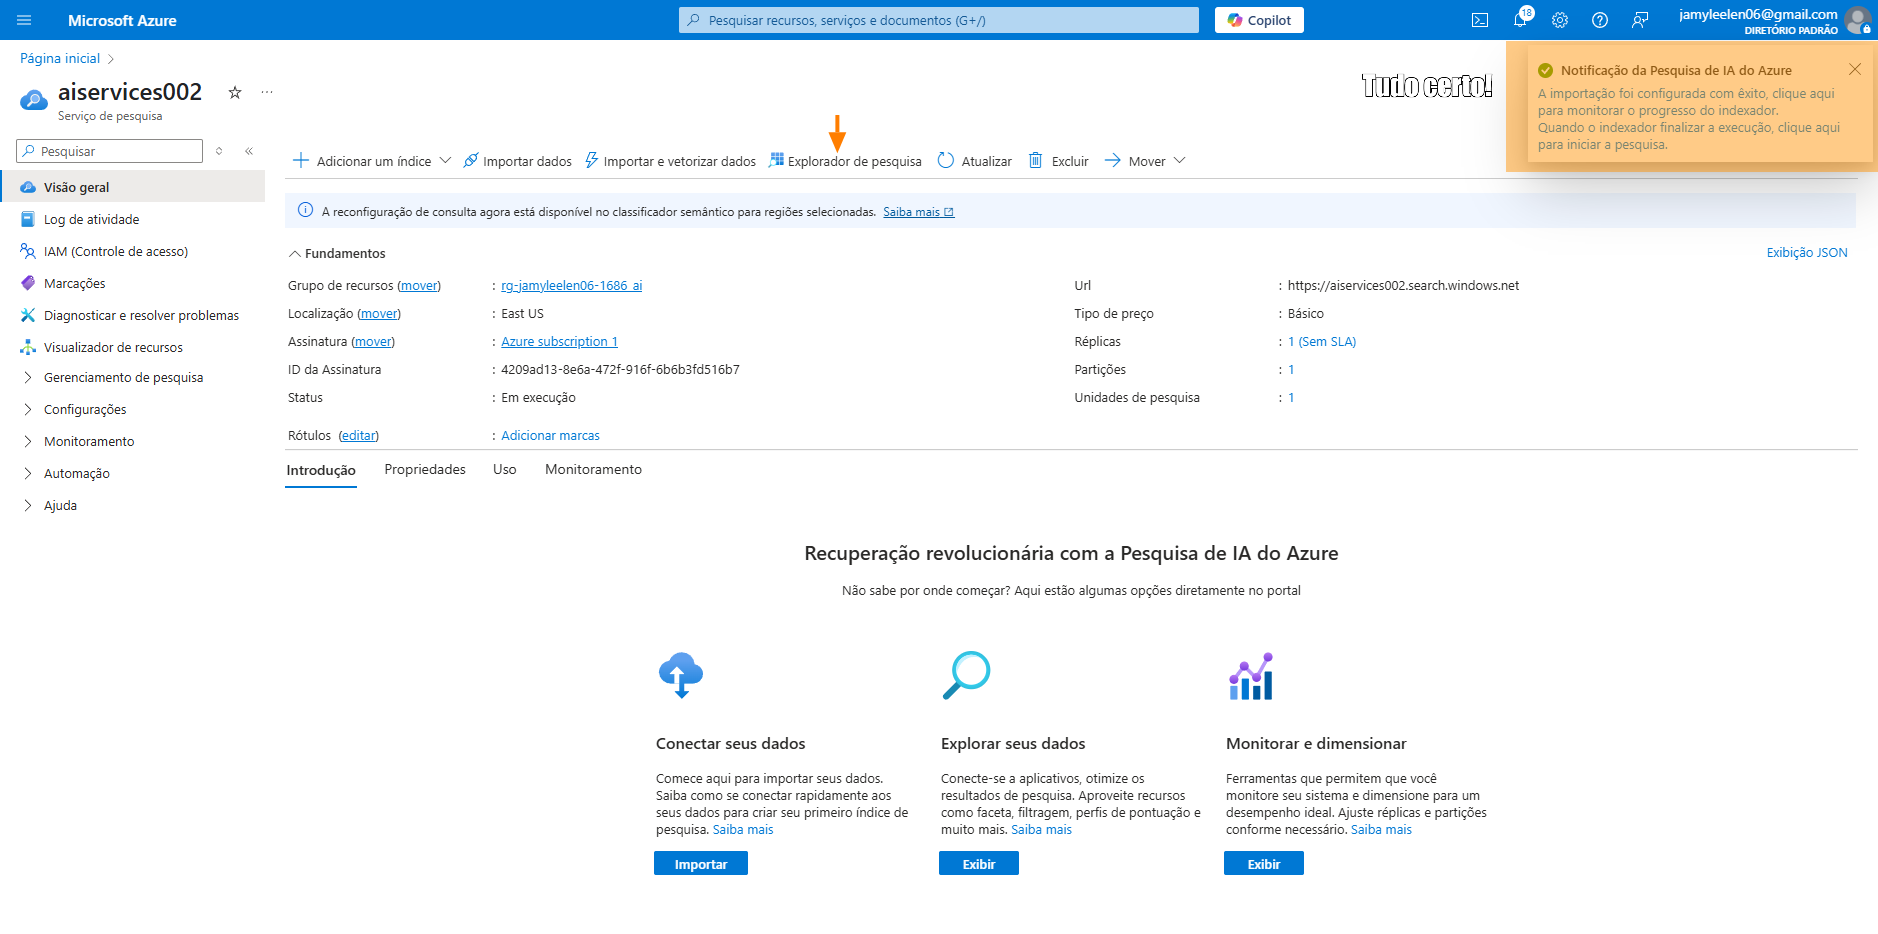 Microsoft Azure
Pesquisar recursos, serviços e documentos (G+/)
Copilot
18
jamyleelen06@gmail.com
DIRETÓRIO PADRÃO
Página inicial
aiservices002
Serviço de pesquisa
Tudo certo!
Notificação da Pesquisa de IA do Azure
A importação foi configurada com êxito, clique aqui
para monitorar o progresso do indexador.
Quando o indexador finalizar a execução, clique aqui
para iniciar a pesquisa.
Pesquisar
Adicionar um índice
Importar dados
Importar e vetorizar dados
Explorador de pesquisa
Atualizar
Excluir
Mover
Visão geral
Log de atividade
IAM (Controle de acesso)
Marcações
Diagnosticar e resolver problemas
Visualizador de recursos
Gerenciamento de pesquisa
Configurações
Monitoramento
Automação
Ajuda
A reconfiguração de consulta agora está disponível no classificador semântico para regiões selecionadas. Saiba mais
Fundamentos
Exibição JSON
Grupo de recursos (mover) : rg-jamyleelen06-1686_ai
Localização (mover) : East US
Assinatura (mover) : Azure subscription 1
ID da Assinatura : 4209ad13-8e6a-472f-916f-6b6b3fd516b7
Status : Em execução
Rótulos (editar) : Adicionar marcas
Url : https://aiservices002.search.windows.net
Tipo de preço : Básico
Réplicas : 1 (Sem SLA)
Partições : 1
Unidades de pesquisa : 1
Introdução
Propriedades
Uso
Monitoramento
Recuperação revolucionária com a Pesquisa de IA do Azure
Não sabe por onde começar? Aqui estão algumas opções diretamente no portal
Conectar seus dados
Comece aqui para importar seus dados.
Saiba como se conectar rapidamente aos
seus dados para criar seu primeiro índice de
pesquisa. Saiba mais
Importar
Explorar seus dados
Conecte-se a aplicativos, otimize os
resultados de pesquisa. Aproveite recursos
como faceta, filtragem, perfis de pontuação e
muito mais. Saiba mais
Exibir
Monitorar e dimensionar
Ferramentas que permitem que você
monitore seu sistema e dimensione para um
desempenho ideal. Ajuste réplicas e partições
conforme necessário. Saiba mais
Exibir